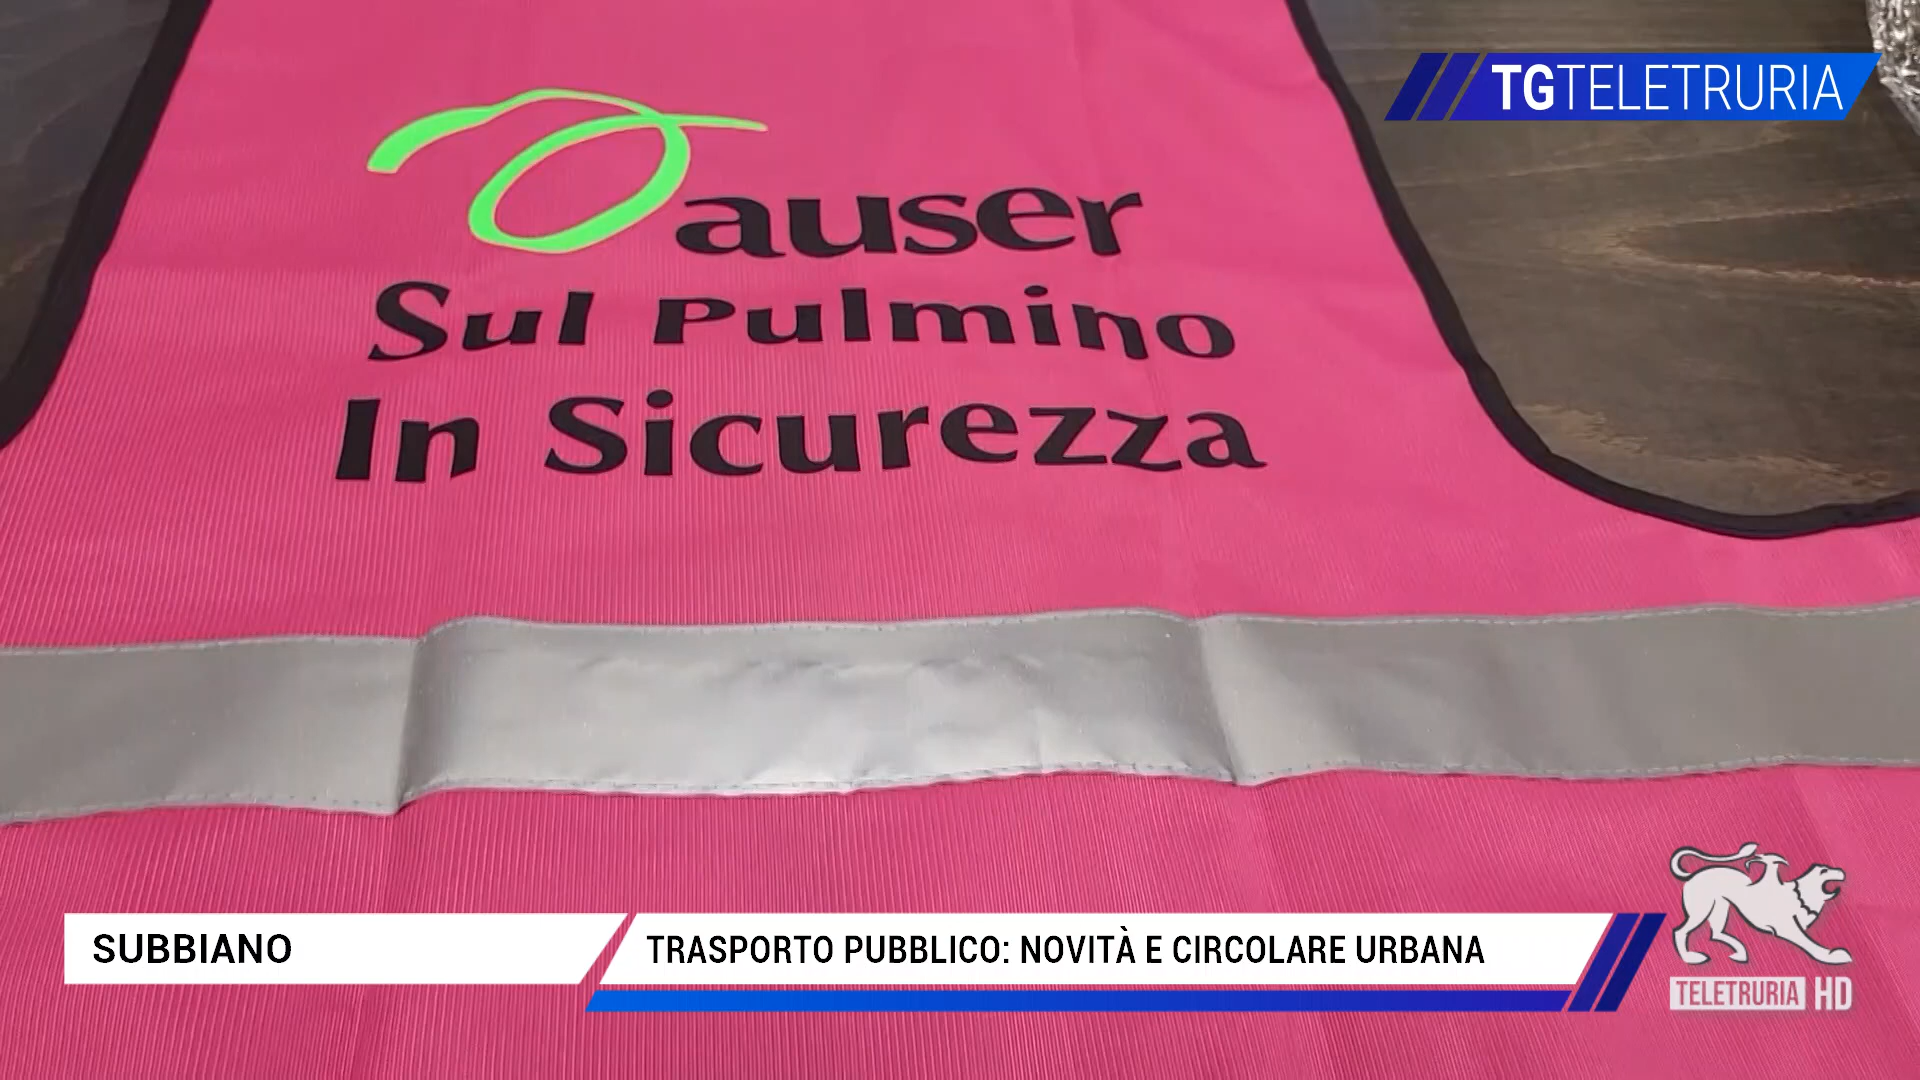 TGTELETRURIA
auser
Sul Pulmino
In Sicurezza
SUBBIANO
TRASPORTO PUBBLICO: NOVITÀ E CIRCOLARE URBANA
TELETRURIA HD